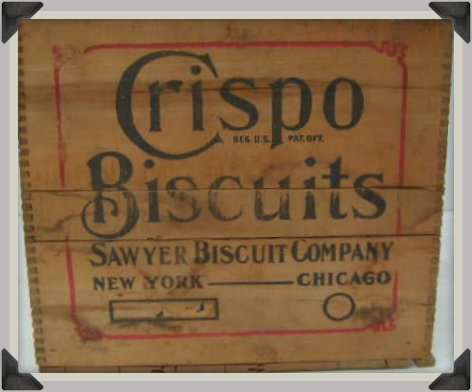 Crispo
REG. U.S. PAT. OFF.
Biscuits
SAWYER BISCUIT COMPANY
NEW YORK — CHICAGO